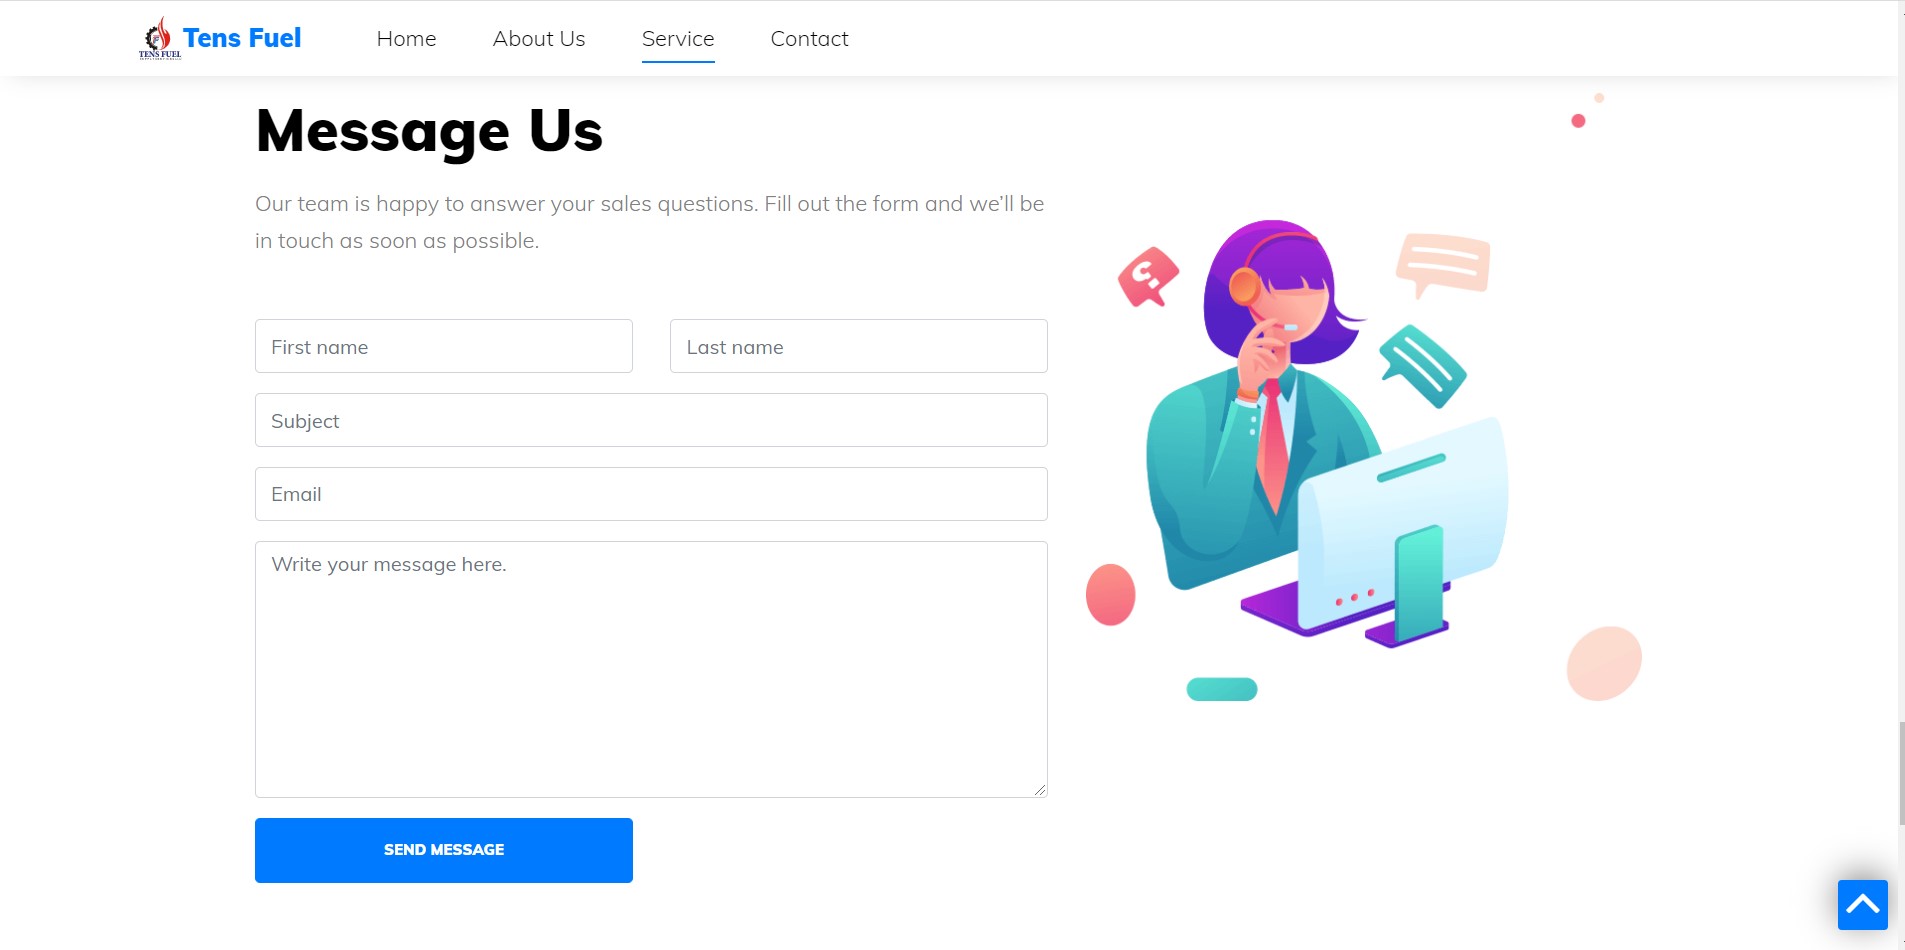 TENS FUEL
Tens Fuel
Home
About Us
Service
Contact
Message Us
Our team is happy to answer your sales questions. Fill out the form and we’ll be
in touch as soon as possible.
First name
Last name
Subject
Email
Write your message here.
SEND MESSAGE